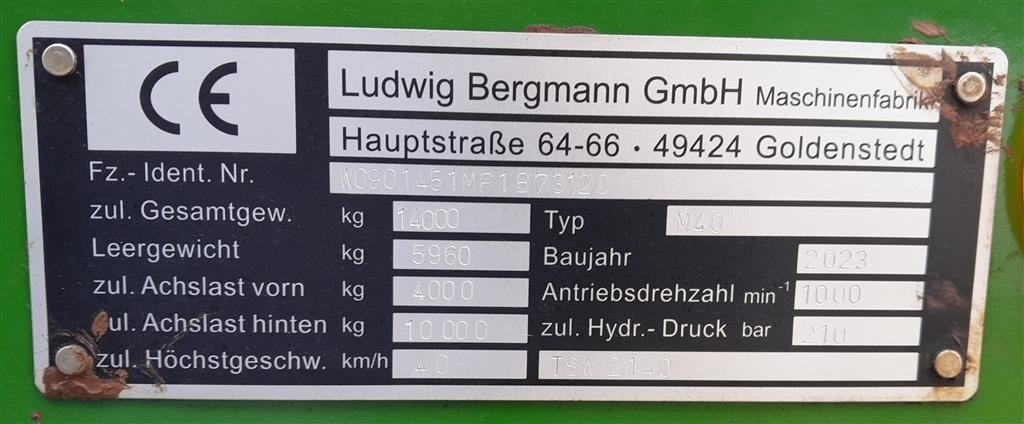 CE
Ludwig Bergmann GmbH Maschinenfabrik
Hauptstraße 64-66 · 49424 Goldenstedt
Fz.- Ident. Nr. W0901451MP1B73120
zul. Gesamtgew. kg 14000 Typ M40
Leergewicht kg 5960 Baujahr 2023
zul. Achslast vorn kg 4000 Antriebsdrehzahl min⁻¹ 1000
zul. Achslast hinten kg 10 000 zul. Hydr.- Druck bar 210
zul. Höchstgeschw. km/h 40 TSW 2140